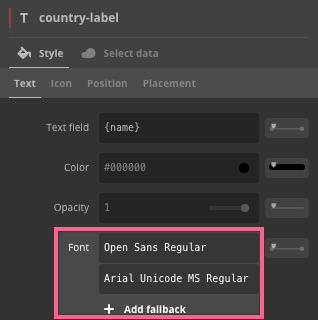 T country-label
Style Select data
Text Icon Position Placement
Text field {name}
Color #000000
Opacity 1
Font Open Sans Regular
Arial Unicode MS Regular
+ Add fallback